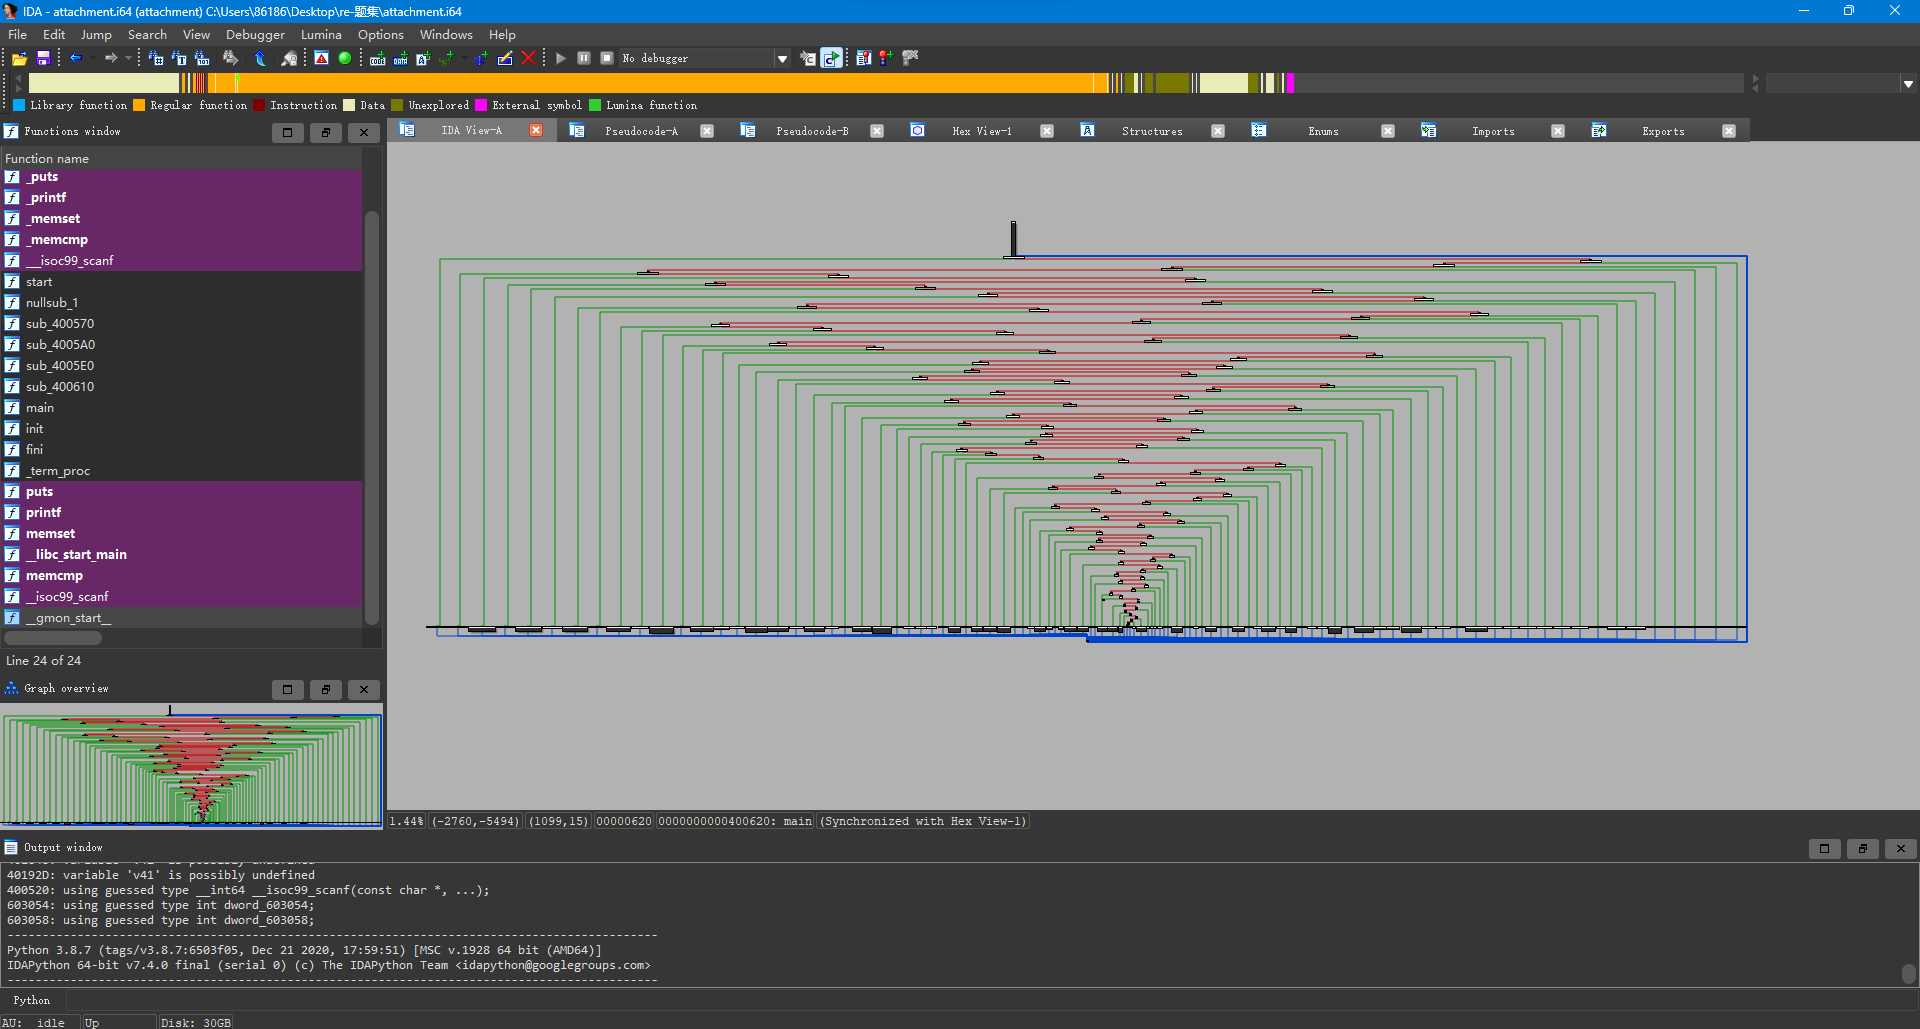 IDA - attachment.i64 (attachment) C:\Users\86186\Desktop\re-题集\attachment.i64
File Edit Jump Search View Debugger Lumina Options Windows Help
No debugger
Library function Regular function Instruction Data Unexplored External symbol Lumina function
Functions window
IDA View-A Pseudocode-A Pseudocode-B Hex View-1 Structures Enums Imports Exports
Function name
_puts
_printf
_memset
_memcmp
__isoc99_scanf
start
nullsub_1
sub_400570
sub_4005A0
sub_4005E0
sub_400610
main
init
fini
_term_proc
puts
printf
memset
__libc_start_main
memcmp
__isoc99_scanf
__gmon_start__
Line 24 of 24
Graph overview
1.44% (-2760,-5494) (1099,15) 00000620 0000000000400620: main (Synchronized with Hex View-1)
Output window
40192D: variable 'v41' is possibly undefined
400520: using guessed type __int64 __isoc99_scanf(const char *, ...);
603054: using guessed type int dword_603054;
603058: using guessed type int dword_603058;
Python 3.8.7 (tags/v3.8.7:6503f05, Dec 21 2020, 17:59:51) [MSC v.1928 64 bit (AMD64)]
IDAPython 64-bit v7.4.0 final (serial 0) (c) The IDAPython Team <idapython@googlegroups.com>
Python
AU: idle Up Disk: 30GB